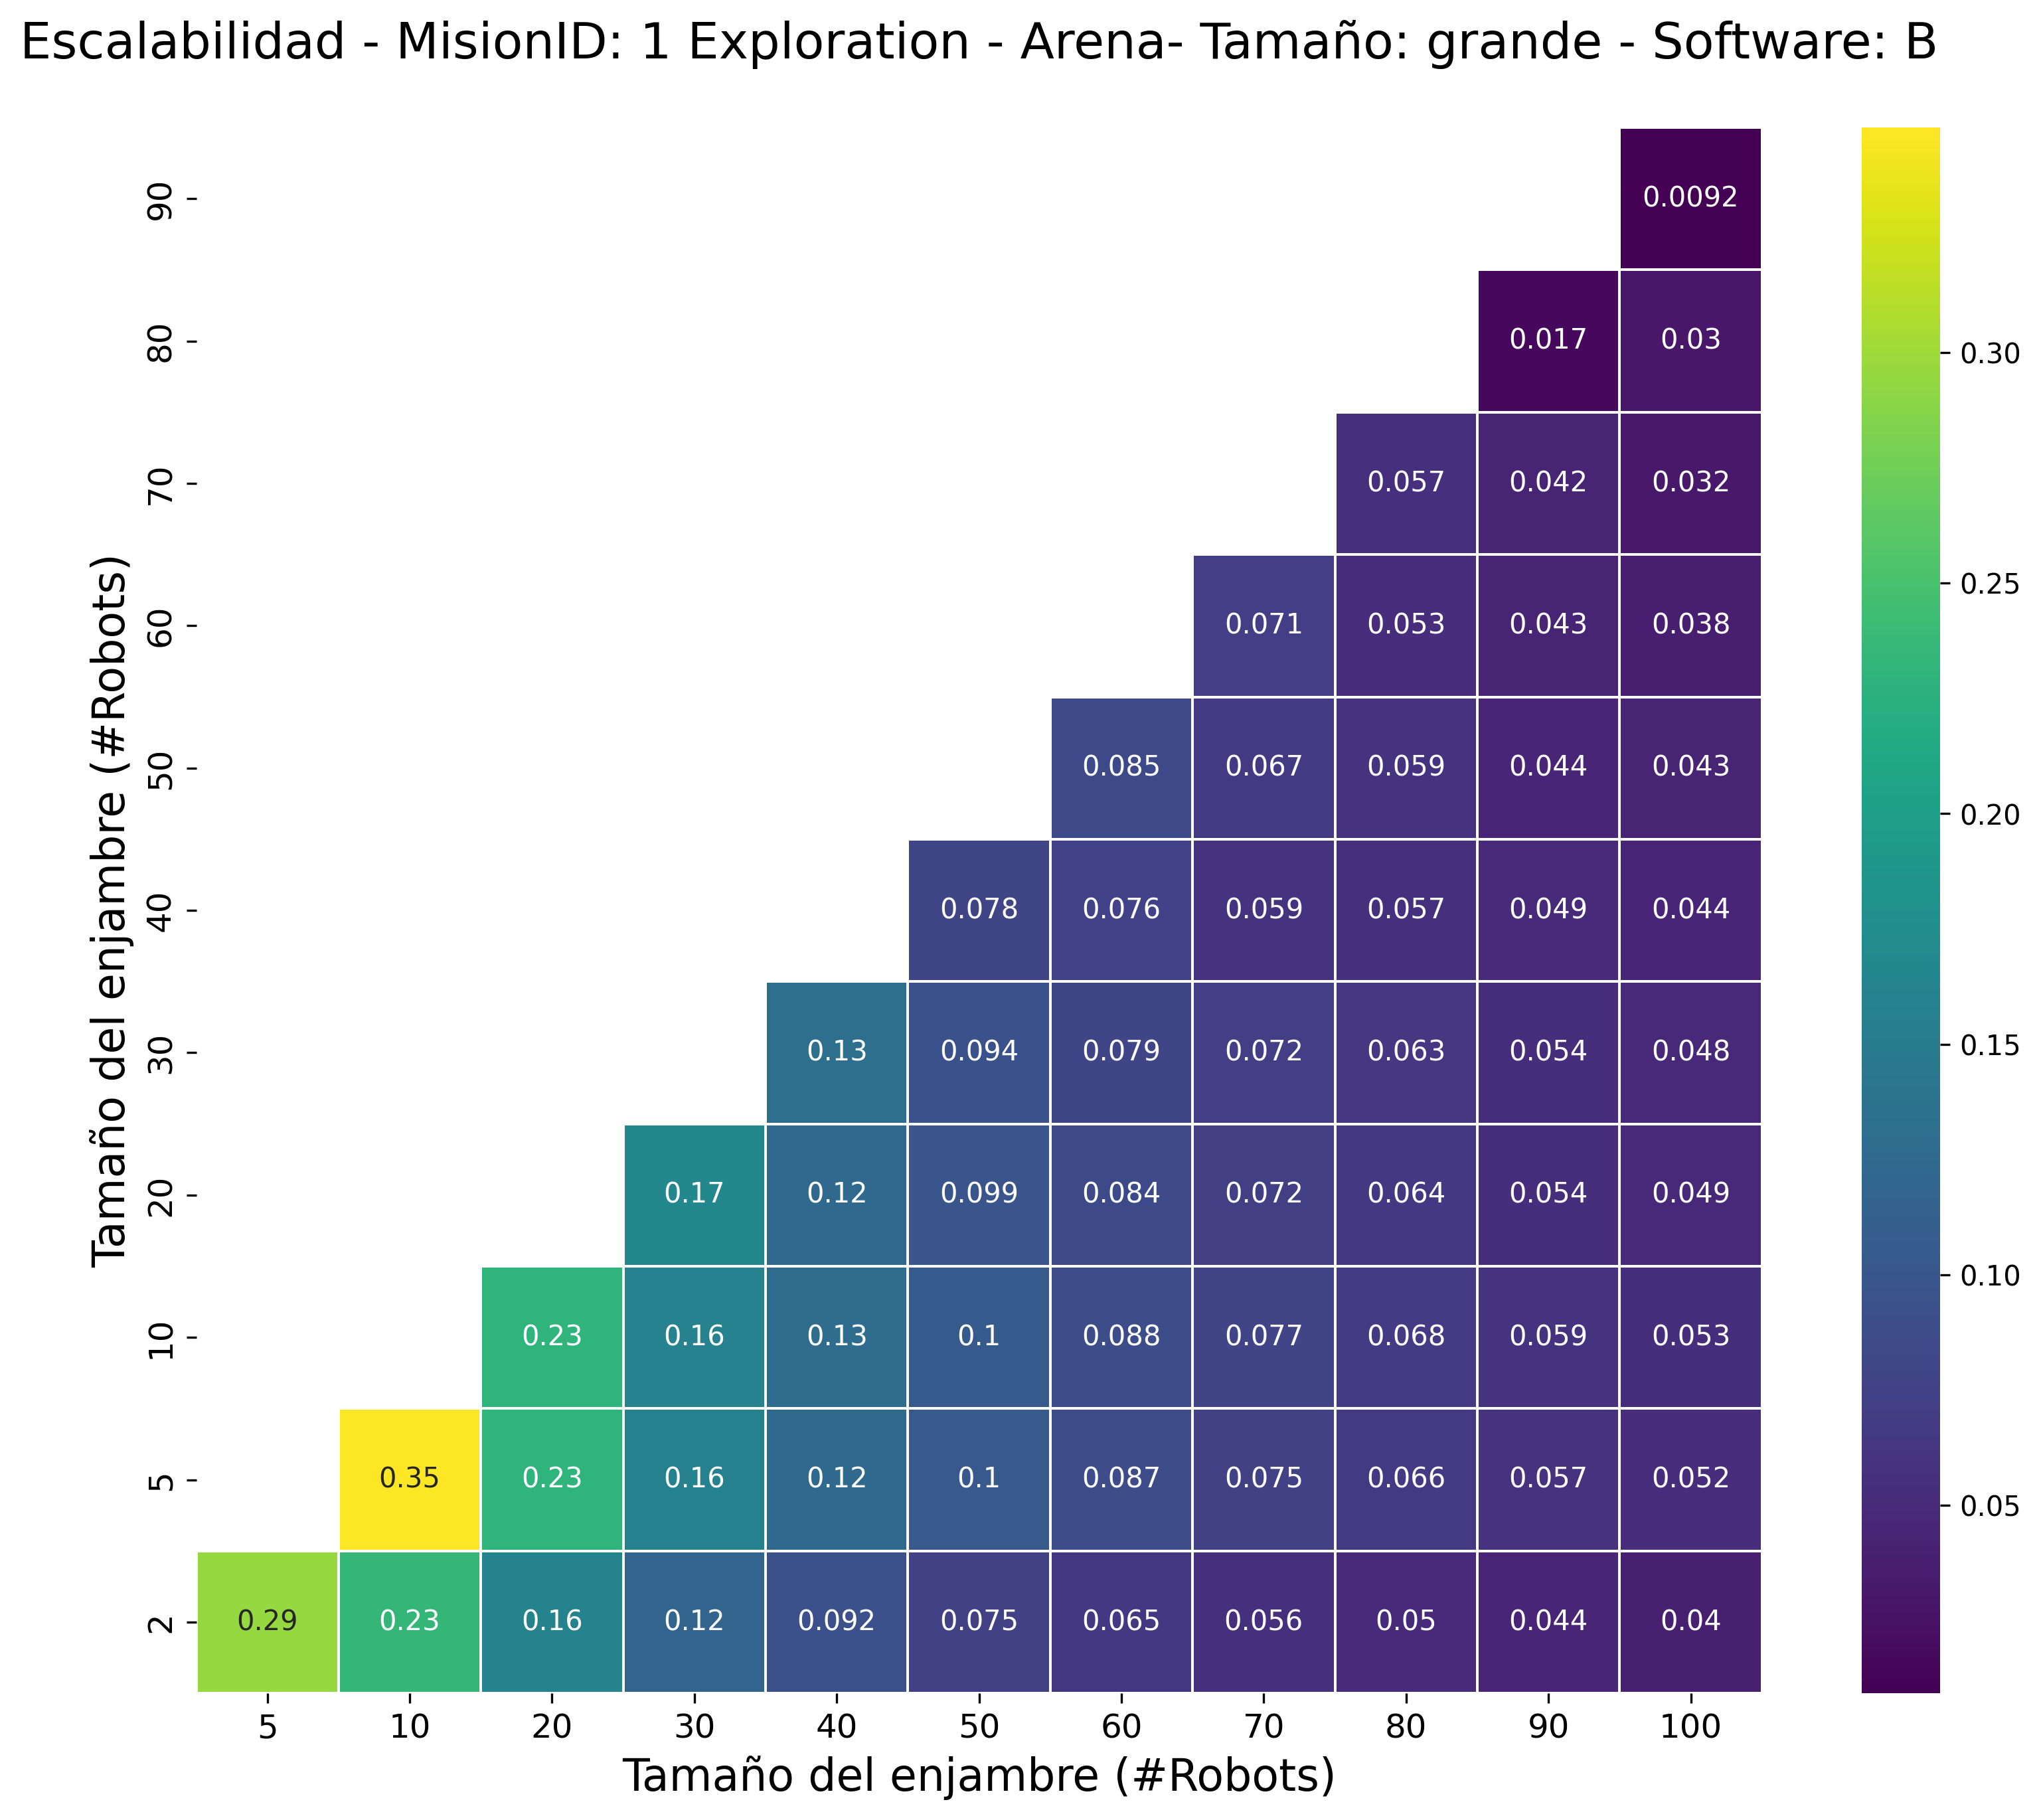 Escalabilidad - MisionID: 1 Exploration - Arena- Tamaño: grande - Software: B
90 0.0092
80 0.017 0.03 0.30
70 0.057 0.042 0.032
60 0.071 0.053 0.043 0.038 0.25
50 0.085 0.067 0.059 0.044 0.043 0.20
40 0.078 0.076 0.059 0.057 0.049 0.044
30 0.13 0.094 0.079 0.072 0.063 0.054 0.048 0.15
20 0.17 0.12 0.099 0.084 0.072 0.064 0.054 0.049
0.10
10 0.23 0.16 0.13 0.1 0.088 0.077 0.068 0.059 0.053
5 0.35 0.23 0.16 0.12 0.1 0.087 0.075 0.066 0.057 0.052 0.05
2 0.29 0.23 0.16 0.12 0.092 0.075 0.065 0.056 0.05 0.044 0.04
5 10 20 30 40 50 60 70 80 90 100
Tamaño del enjambre (#Robots)
Tamaño del enjambre (#Robots)